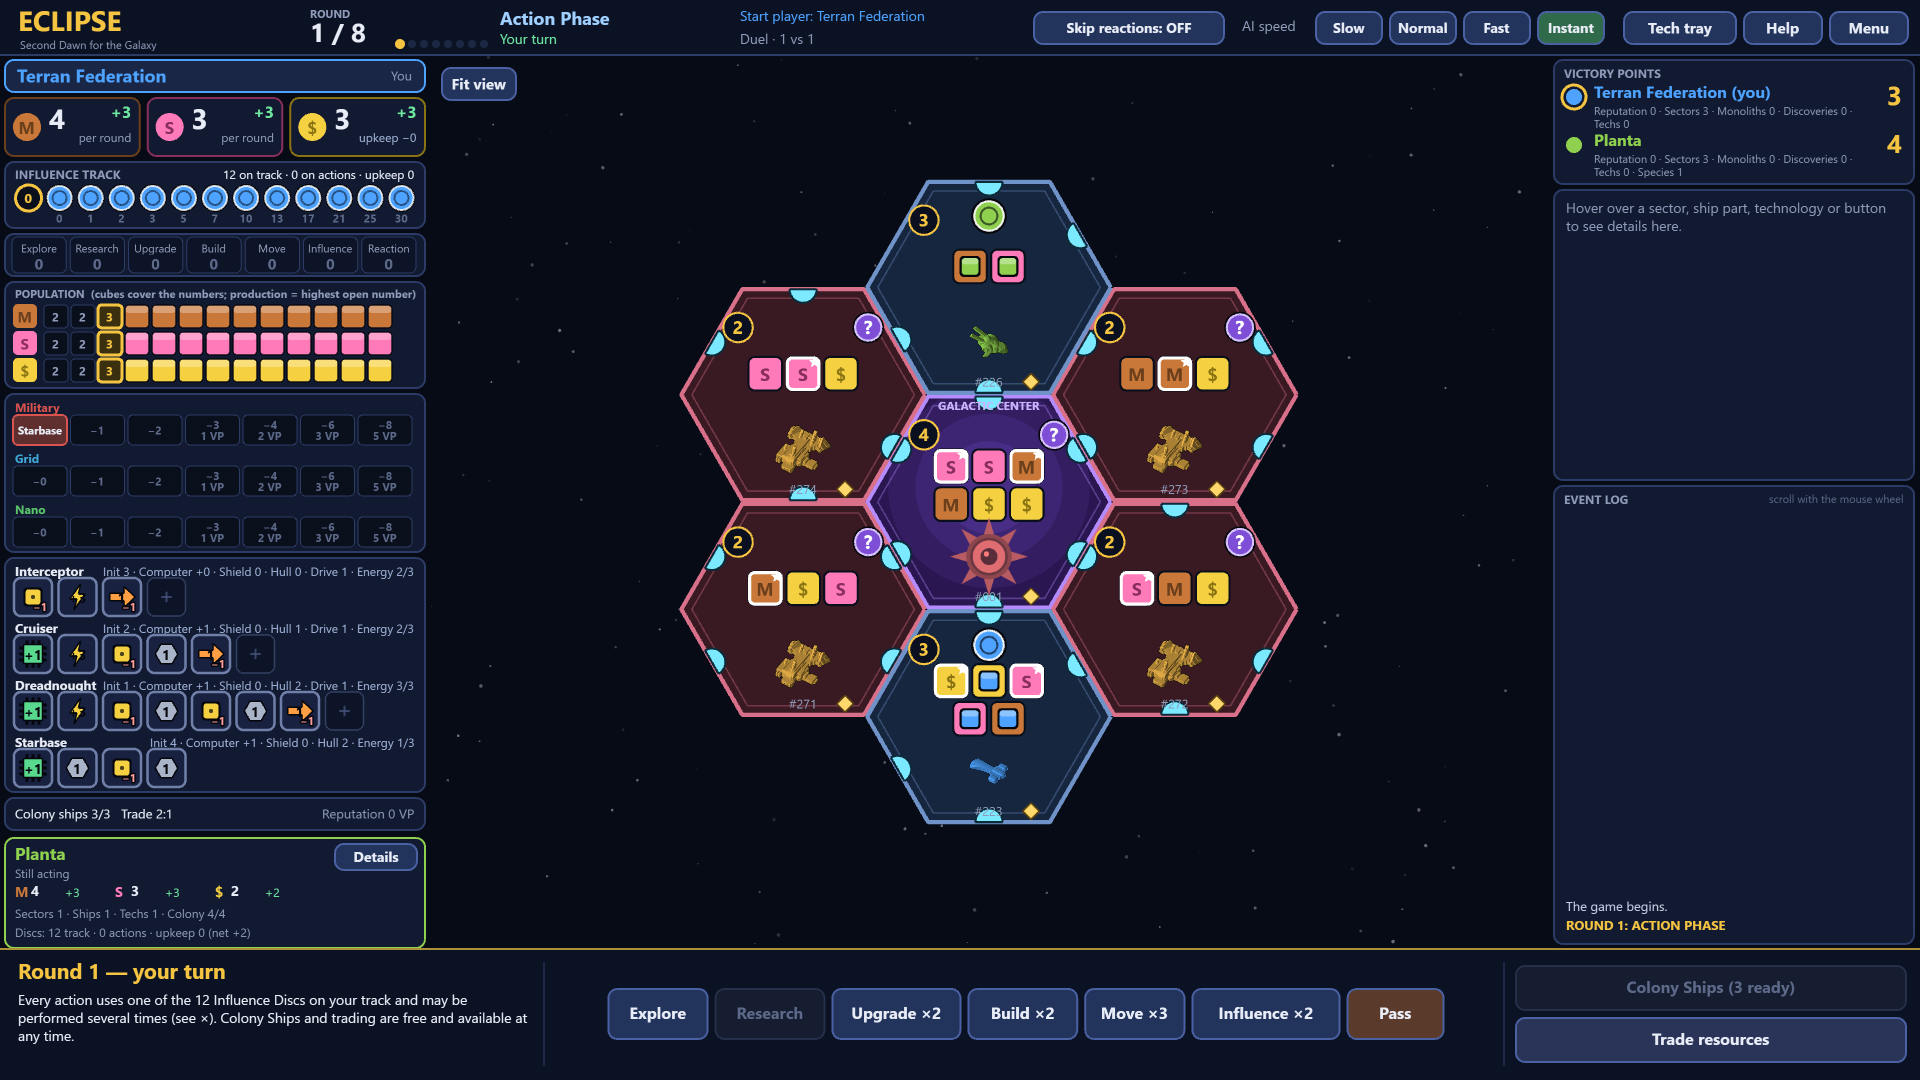 ECLIPSE
Second Dawn for the Galaxy
ROUND
1 / 8
Action Phase
Your turn
Start player: Terran Federation
Duel · 1 vs 1
Skip reactions: OFF
AI speed
Slow
Normal
Fast
Instant
Tech tray
Help
Menu
Terran Federation
You
M 4 +3 per round
S 3 +3 per round
$ 3 +3 upkeep −0
INFLUENCE TRACK
12 on track · 0 on actions · upkeep 0
0
0 1 2 3 5 7 10 13 17 21 25 30
Explore Research Upgrade Build Move Influence Reaction
0 0 0 0 0 0 0
POPULATION (cubes cover the numbers; production = highest open number)
M 2 2 3
S 2 2 3
$ 2 2 3
Military
Starbase −1 −2 −3 −4 −6 −8
1 VP 2 VP 3 VP 5 VP
Grid
−0 −1 −2 −3 −4 −6 −8
1 VP 2 VP 3 VP 5 VP
Nano
−0 −1 −2 −3 −4 −6 −8
1 VP 2 VP 3 VP 5 VP
Interceptor Init 3 · Computer +0 · Shield 0 · Hull 0 · Drive 1 · Energy 2/3
−1 −1 +
Cruiser Init 2 · Computer +1 · Shield 0 · Hull 1 · Drive 1 · Energy 2/3
+1 −1 1 −1 +
Dreadnought Init 1 · Computer +1 · Shield 0 · Hull 2 · Drive 1 · Energy 3/3
+1 −1 1 −1 1 −1 +
Starbase Init 4 · Computer +1 · Shield 0 · Hull 2 · Energy 1/3
+1 1 −1 1
Colony ships 3/3 Trade 2:1
Reputation 0 VP
Planta
Details
Still acting
M 4 +3 S 3 +3 $ 2 +2
Sectors 1 · Ships 1 · Techs 1 · Colony 4/4
Discs: 12 track · 0 actions · upkeep 0 (net +2)
Fit view
3
2 ?
S S $
#274
2 ?
M M $
#273
GALACTIC CENTER
4 ?
S S M
M $ $
2 ?
M $ S
#271
2 ?
S M $
#272
3
$ S
#223
VICTORY POINTS
Terran Federation (you) 3
Reputation 0 · Sectors 3 · Monoliths 0 · Discoveries 0 ·
Techs 0
Planta 4
Reputation 0 · Sectors 3 · Monoliths 0 · Discoveries 0 ·
Techs 0 · Species 1
Hover over a sector, ship part, technology or button
to see details here.
EVENT LOG
scroll with the mouse wheel
The game begins.
ROUND 1: ACTION PHASE
Round 1 — your turn
Every action uses one of the 12 Influence Discs on your track and may be
performed several times (see ×). Colony Ships and trading are free and available at
any time.
Explore
Research
Upgrade ×2
Build ×2
Move ×3
Influence ×2
Pass
Colony Ships (3 ready)
Trade resources